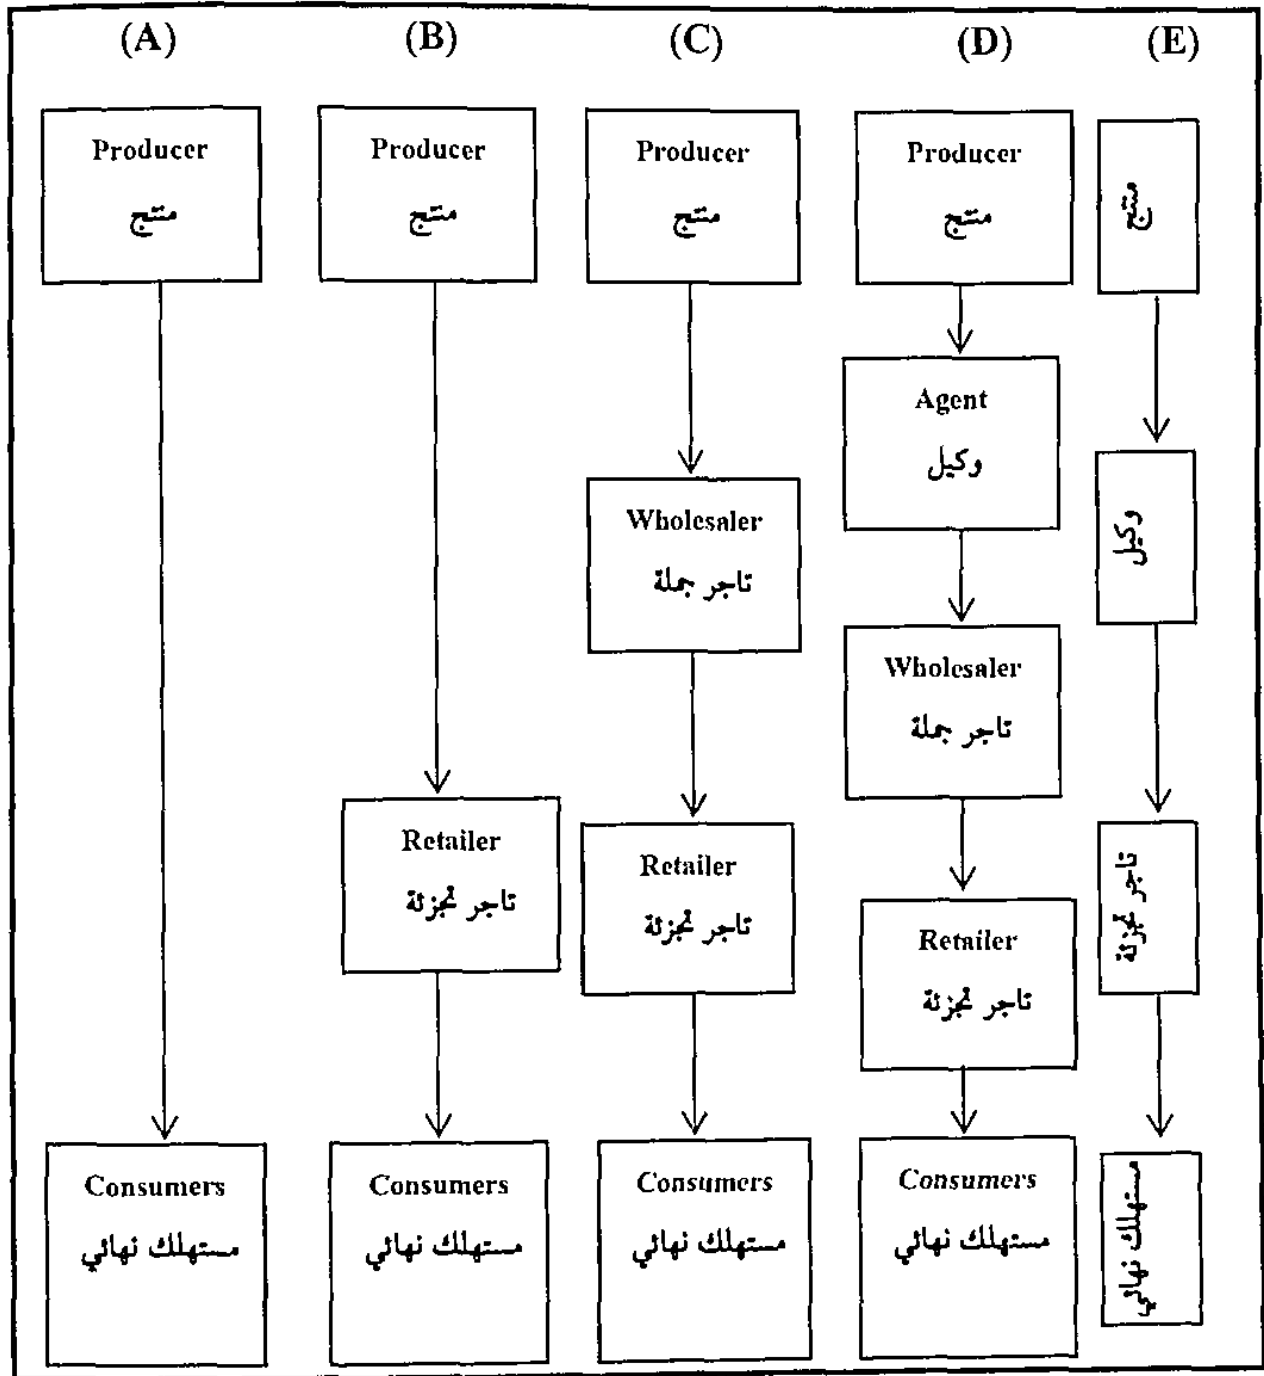 (A)
Producer
منتج
Consumers
مستهلك نهائي
(B)
Producer
منتج
Retailer
تاجر تجزئة
Consumers
مستهلك نهائي
(C)
Producer
منتج
Wholesaler
تاجر جملة
Retailer
تاجر تجزئة
Consumers
مستهلك نهائي
(D)
Producer
منتج
Agent
وكيل
Wholesaler
تاجر جملة
Retailer
تاجر تجزئة
Consumers
مستهلك نهائي
(E)
منتج
وكيل
تاجر تجزئة
مستهلك نهائي